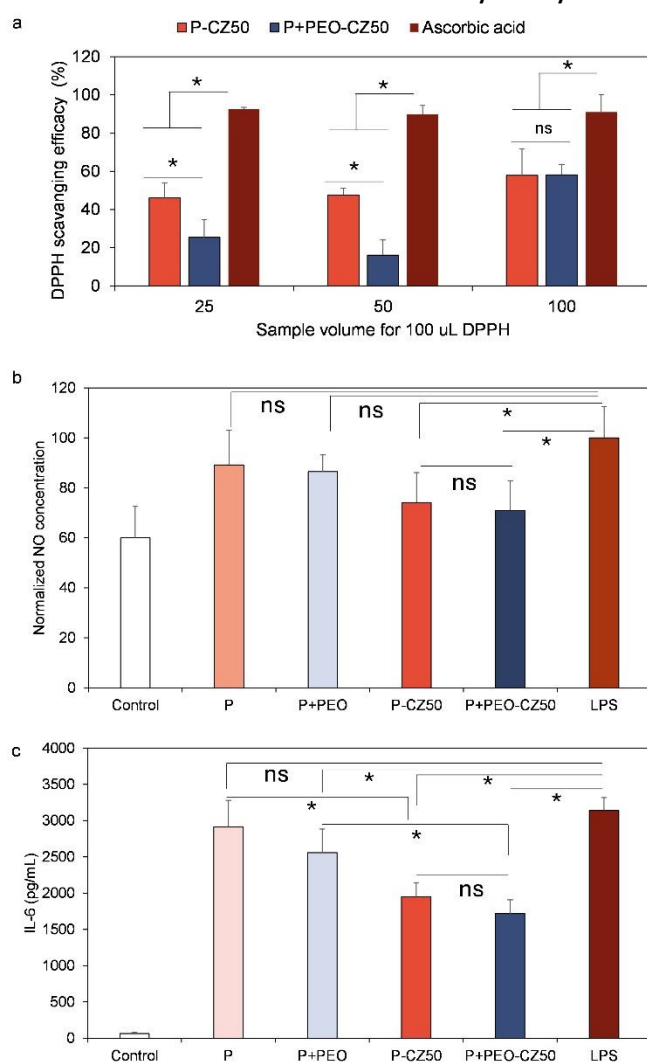 a
P-CZ50 P+PEO-CZ50 Ascorbic acid
DPPH scavanging efficacy (%)
120
100
80
60
40
20
0
* * *
* * ns
25 50 100
Sample volume for 100 uL DPPH
b
Normalized NO concentration
120
100
80
60
40
20
0
ns ns * *
ns
Control P P+PEO P-CZ50 P+PEO-CZ50 LPS
c
IL-6 (pg/mL)
4000
3500
3000
2500
2000
1500
1000
500
0
ns * * *
* *
ns
Control P P+PEO P-CZ50 P+PEO-CZ50 LPS